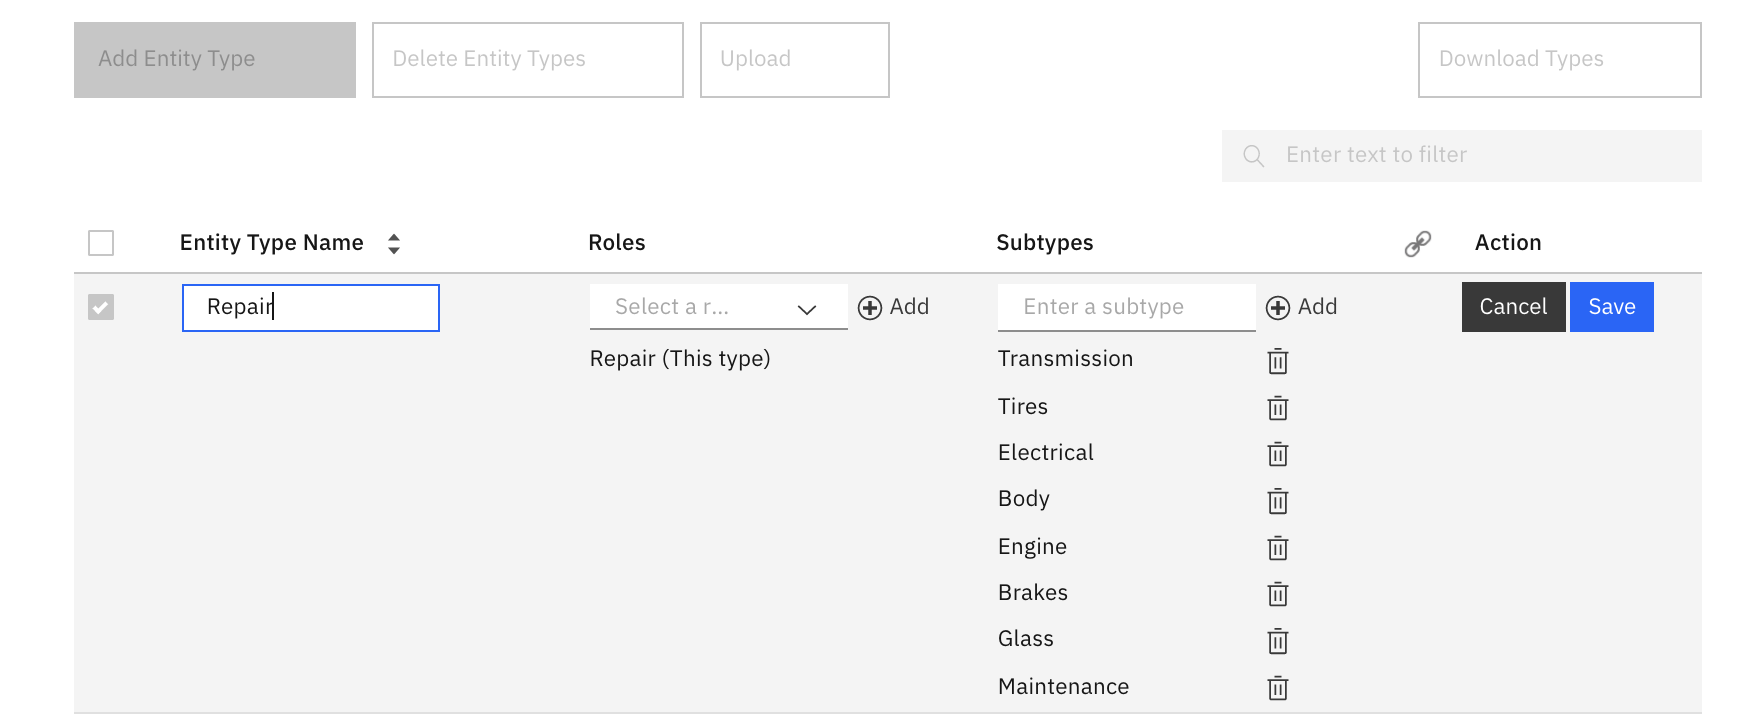 Add Entity Type Delete Entity Types Upload Download Types
Enter text to filter
Entity Type Name Roles Subtypes Action
Repair Select a r... Add Enter a subtype Add Cancel Save
Repair (This type) Transmission
Tires
Electrical
Body
Engine
Brakes
Glass
Maintenance